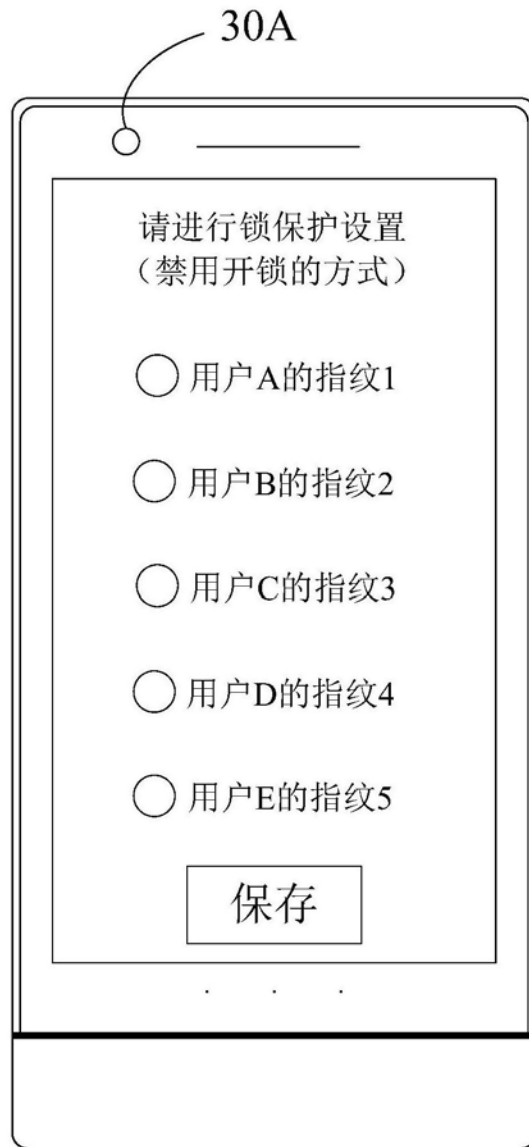 30A
请进行锁保护设置
（禁用开锁的方式）
用户A的指纹1
用户B的指纹2
用户C的指纹3
用户D的指纹4
用户E的指纹5
保存